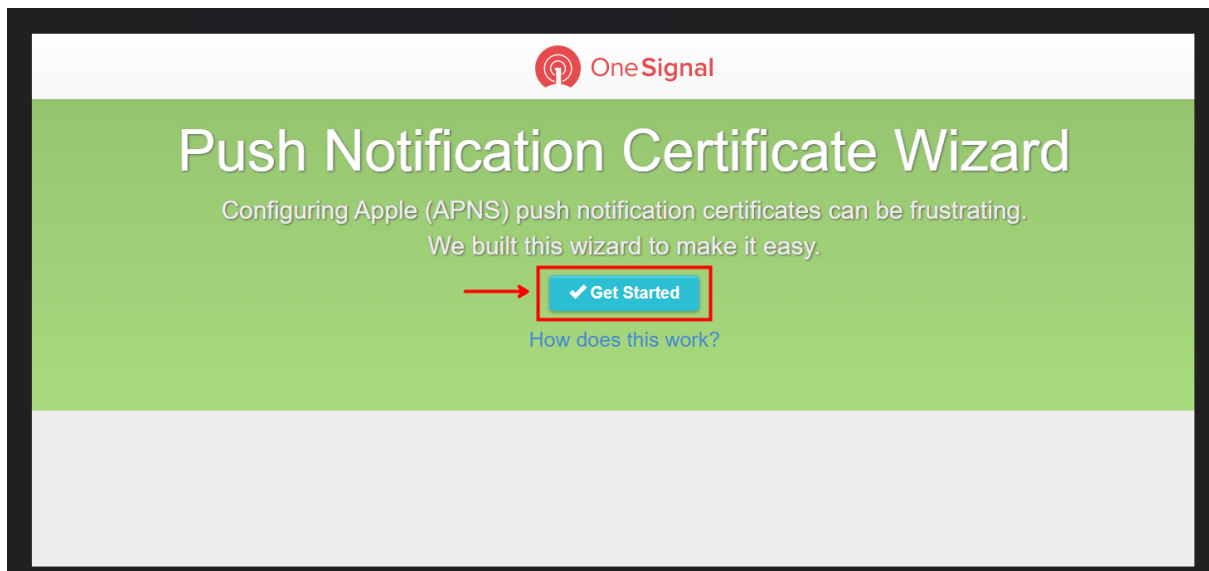 OneSignal
Push Notification Certificate Wizard
Configuring Apple (APNS) push notification certificates can be frustrating.
We built this wizard to make it easy.
Get Started
How does this work?